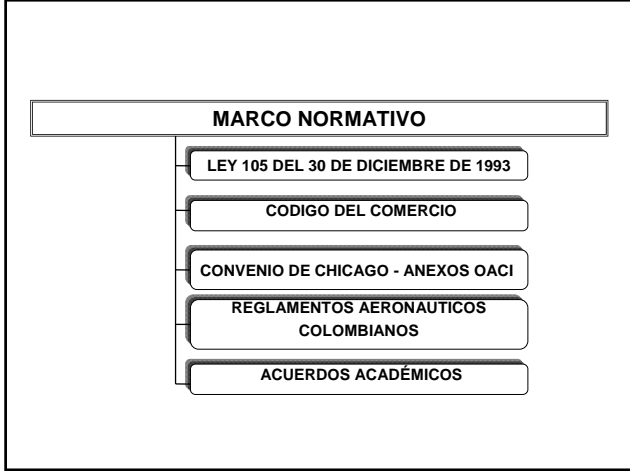 MARCO NORMATIVO
LEY 105 DEL 30 DE DICIEMBRE DE 1993
CODIGO DEL COMERCIO
CONVENIO DE CHICAGO - ANEXOS OACI
REGLAMENTOS AERONAUTICOS
COLOMBIANOS
ACUERDOS ACADÉMICOS